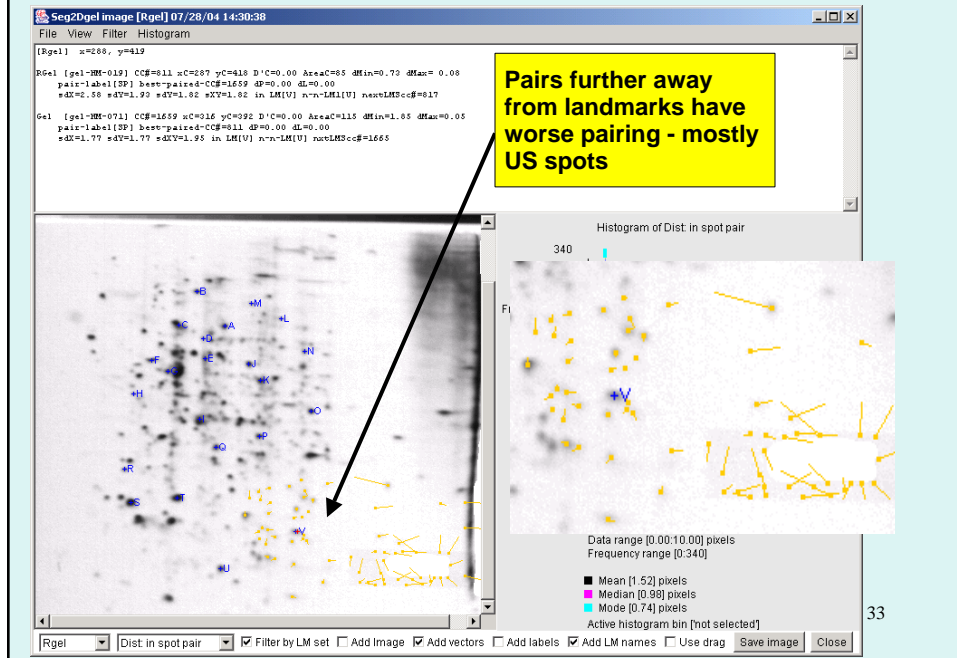 Seg2Dgel image [Rgel] 07/28/04 14:30:38
File View Filter Histogram
[Rgel] x=288, y=419
RGel [gel-HM-019] CC#=811 xC=287 yC=418 D'C=0.00 AreaC=85 dMin=0.73 dMax= 0.08
pair-label[SP] best-paired-CC#=1659 dP=0.00 dL=0.00
sdX=2.58 sdY=1.93 sdY=1.82 sXY=1.82 in LM[V] n-n-LM1[U] nextLMScc#=817
Gel [gel-HM-071] CC#=1659 xC=316 yC=392 D'C=0.00 AreaC=115 dMin=1.85 dMax=0.05
pair-label[SP] best-paired-CC#=811 dP=0.00 dL=0.00
sdX=1.77 sdY=1.77 sdXY=1.95 in LM[V] n-n-LM[U] nxtLMScc#=1665
Pairs further away
from landmarks have
worse pairing - mostly
US spots
Histogram of Dist: in spot pair
340
B
M
L
C
A
D
N
F
E
J
G
K
H
O
I
P
Q
R
S
T
V
U
V
Data range [0.00:10.00] pixels
Frequency range [0:340]
Mean [1.52] pixels
Median [0.98] pixels
Mode [0.74] pixels
Active histogram bin ['not selected']
33
Rgel Dist: in spot pair Filter by LM set Add Image Add vectors Add labels Add LM names Use drag Save image Close